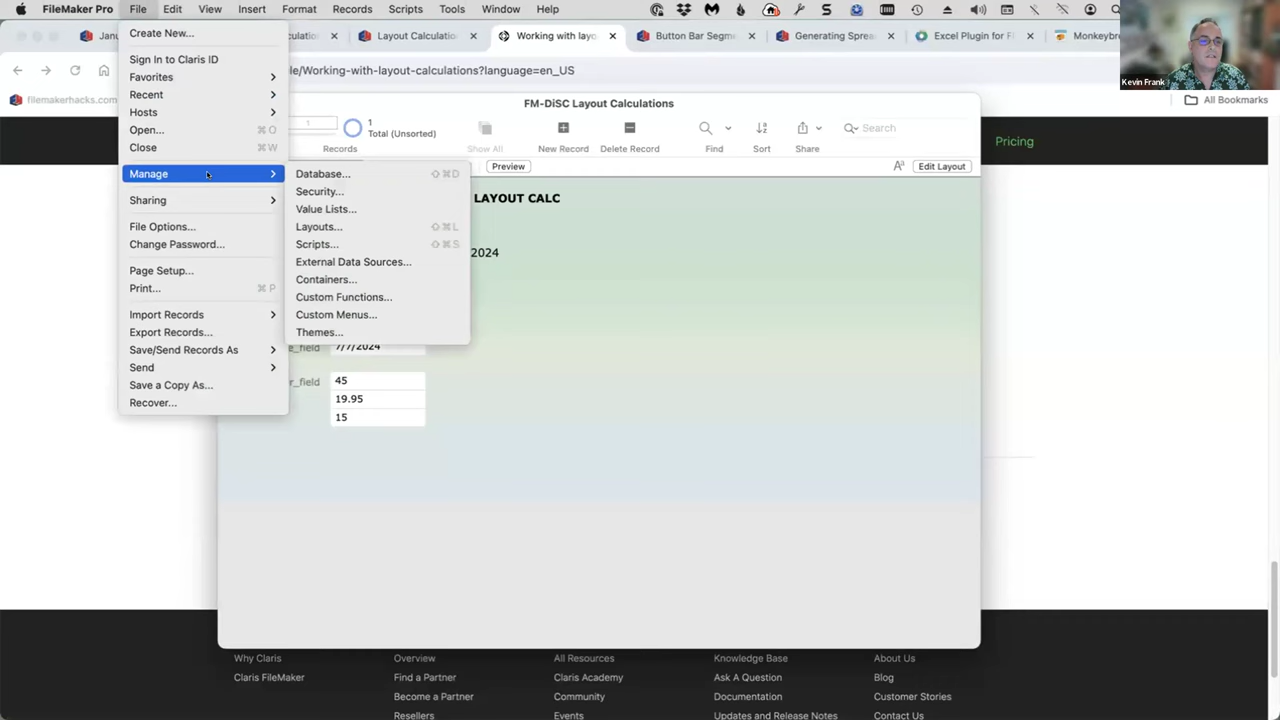 FileMaker Pro File Edit View Insert Format Records Scripts Tools Window Help
Janu
culatio
Layout Calculatio
Working with layo
Button Bar Segme
Generating Sprea
Excel Plugin for Fi
Monkeybre
le/Working-with-layout-calculations?language=en_US
filemakerhacks.com
All Bookmarks
Kevin Frank
Create New...
Sign In to Claris ID
Favorites
Recent
Hosts
Open... ⌘O
Close ⌘W
Manage
Sharing
File Options...
Change Password...
Page Setup...
Print... ⌘P
Import Records
Export Records...
Save/Send Records As
Send
Save a Copy As...
Recover...
Database... ⇧⌘D
Security...
Value Lists...
Layouts... ⇧⌘L
Scripts... ⇧⌘S
External Data Sources...
Containers...
Custom Functions...
Custom Menus...
Themes...
FM-DiSC Layout Calculations
1
1
Total (Unsorted)
Records
Show All
New Record
Delete Record
Find
Sort
Share
Search
Preview
Edit Layout
LAYOUT CALC
2024
e_field 7/7/2024
er_field 45
19.95
15
Pricing
Why Claris
Claris FileMaker
Overview
Find a Partner
Become a Partner
Resellers
All Resources
Claris Academy
Community
Events
Knowledge Base
Ask A Question
Documentation
Updates and Release Notes
About Us
Blog
Customer Stories
Contact Us